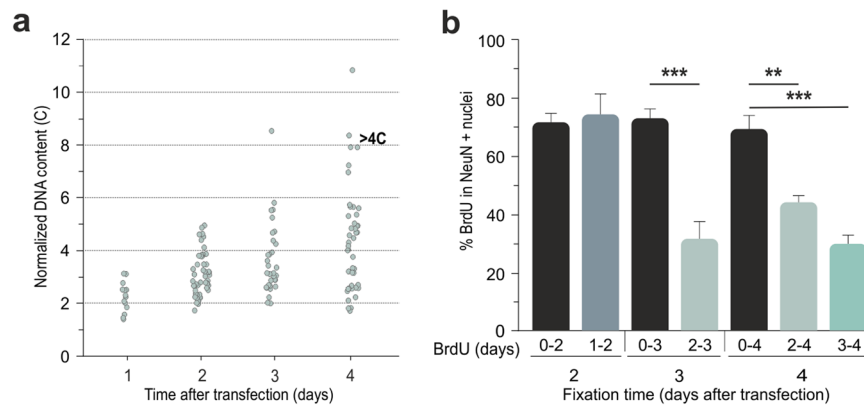 a
Normalized DNA content (C)
12
10
8
6
4
2
0
>4C
1 2 3 4
Time after transfection (days)
b
% BrdU in NeuN + nuclei
100
80
60
40
20
0
*** ** 
***
BrdU (days) 0-2 1-2 0-3 2-3 0-4 2-4 3-4
2 3 4
Fixation time (days after transfection)